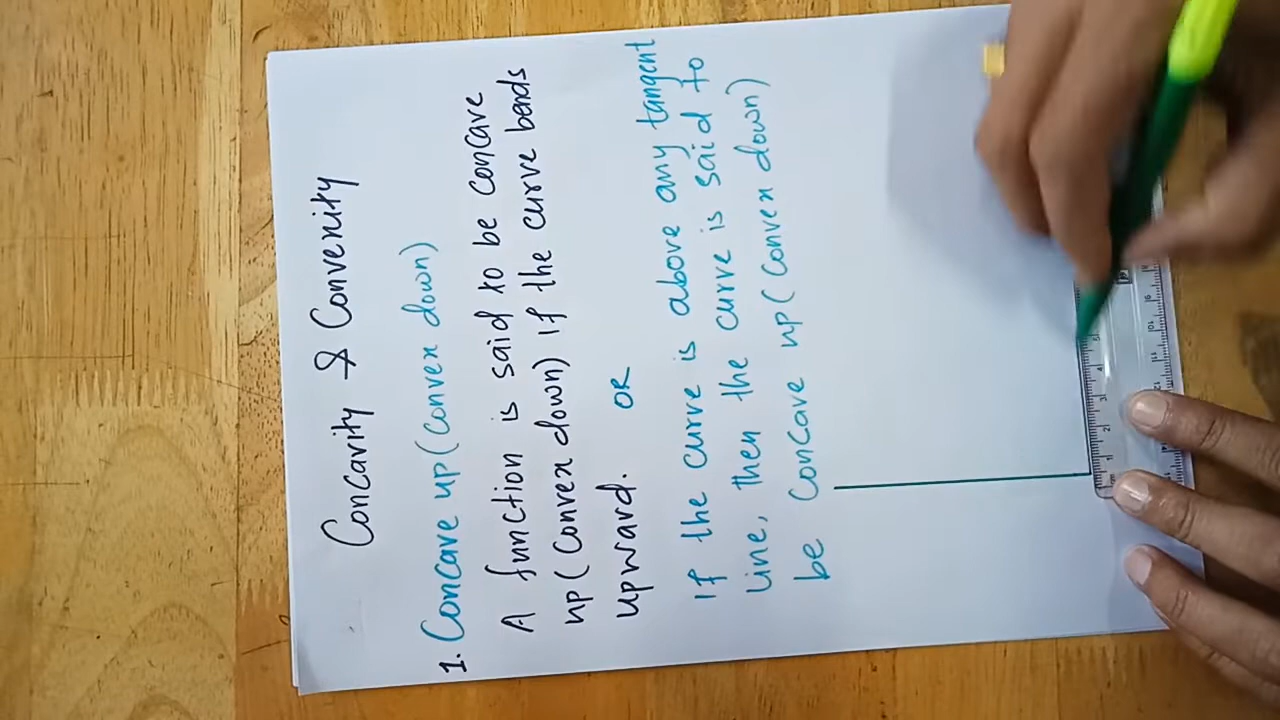 Concavity & Convexity
1. Concave up (Convex down)
A function is said to be concave
up (Convex down) if the curve bends
upward.
OR
If the curve is above any tangent
line, then the curve is said to
be concave up (Convex down)